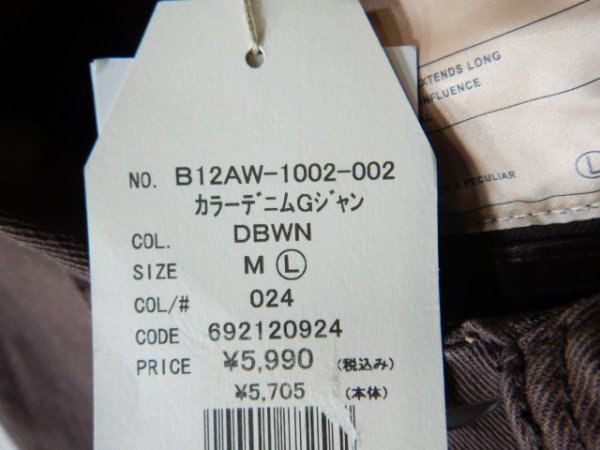 NO. B12AW-1002-002
カラーデニムGジャン
COL. DBWN
SIZE M Ⓛ
COL/# 024
CODE 692120924
PRICE ¥5,990 (税込み)
¥5,705 (本体)
EXTENDS LONG
INFLUENCE
A PECULIAR
Ⓛ